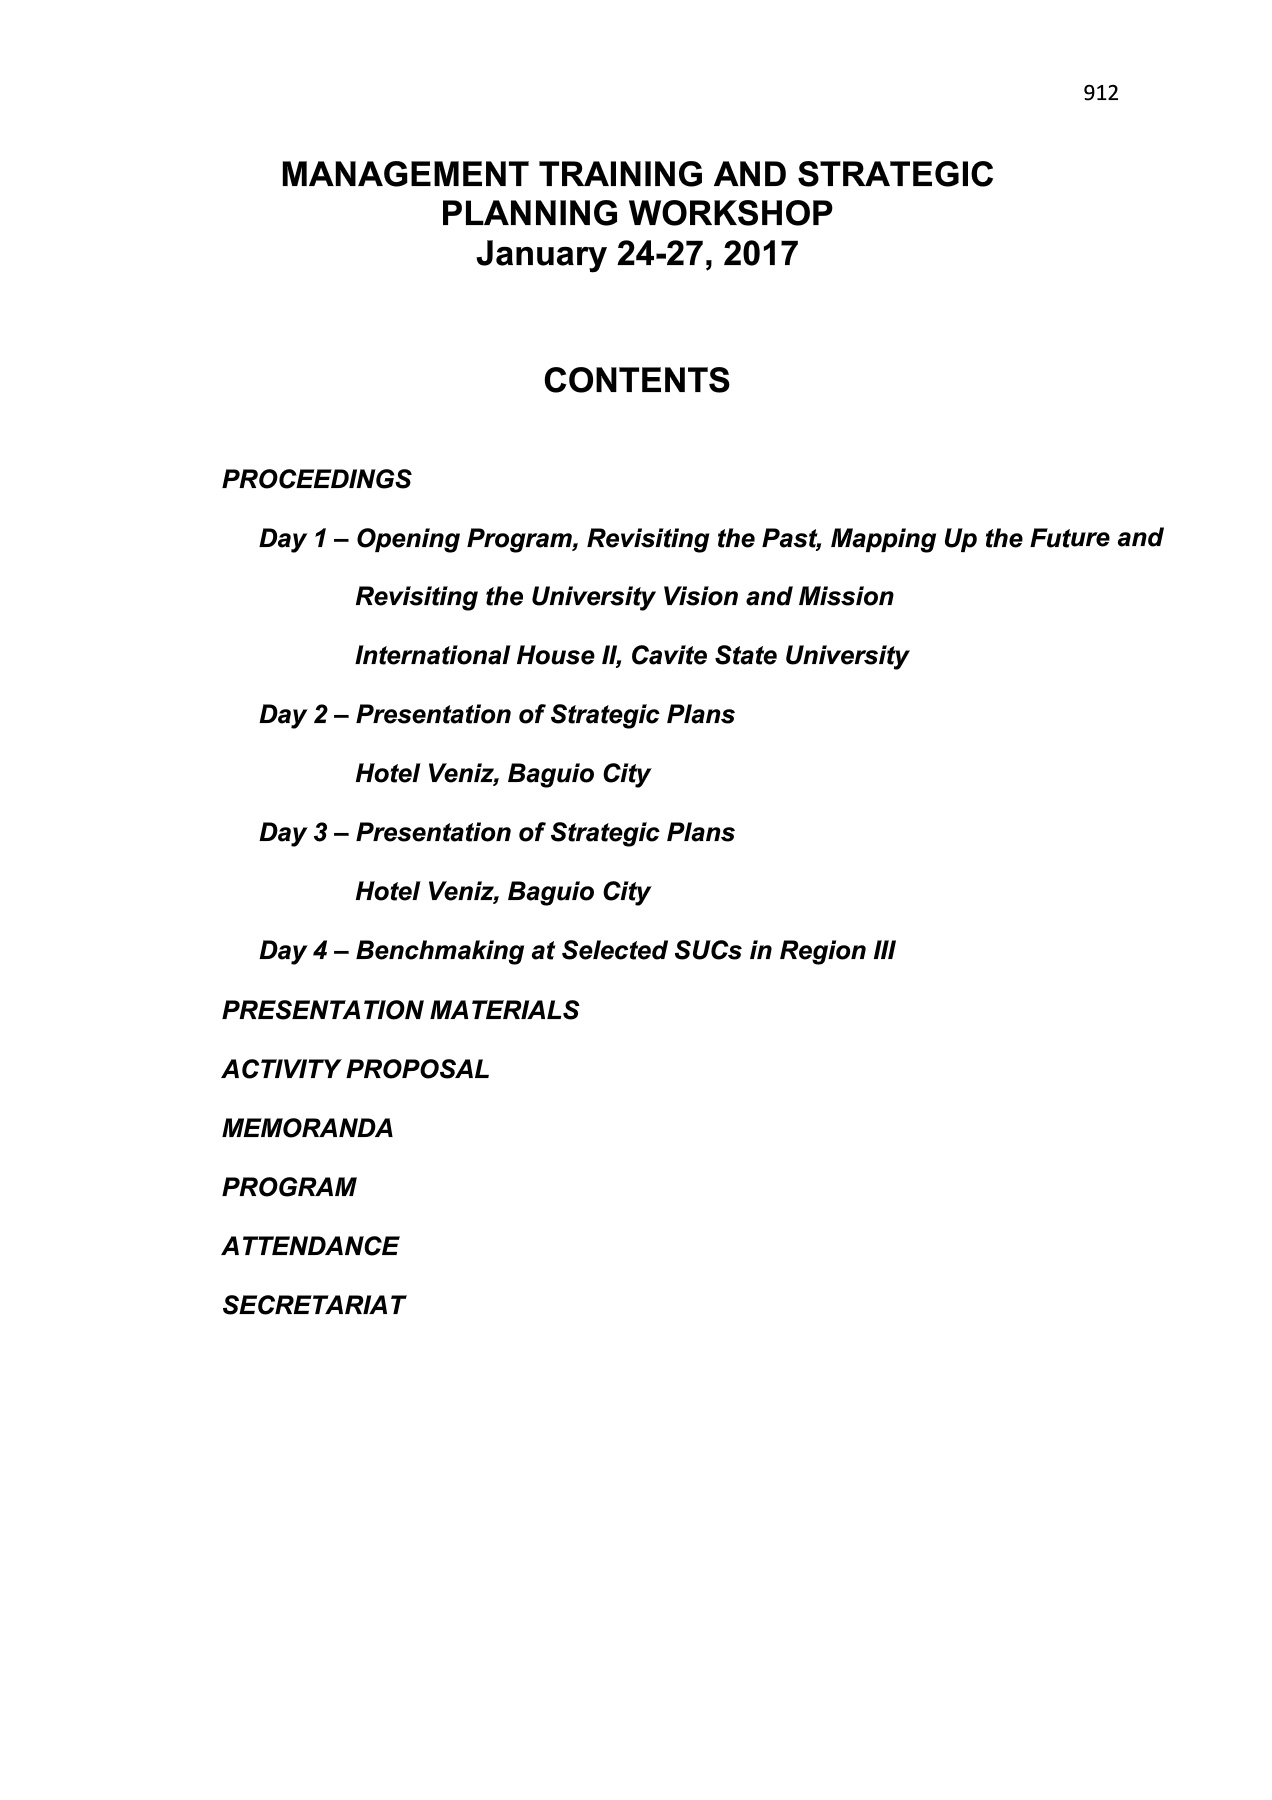 912
MANAGEMENT TRAINING AND STRATEGIC
PLANNING WORKSHOP
January 24-27, 2017
CONTENTS
PROCEEDINGS
Day 1 – Opening Program, Revisiting the Past, Mapping Up the Future and
Revisiting the University Vision and Mission
International House II, Cavite State University
Day 2 – Presentation of Strategic Plans
Hotel Veniz, Baguio City
Day 3 – Presentation of Strategic Plans
Hotel Veniz, Baguio City
Day 4 – Benchmaking at Selected SUCs in Region III
PRESENTATION MATERIALS
ACTIVITY PROPOSAL
MEMORANDA
PROGRAM
ATTENDANCE
SECRETARIAT